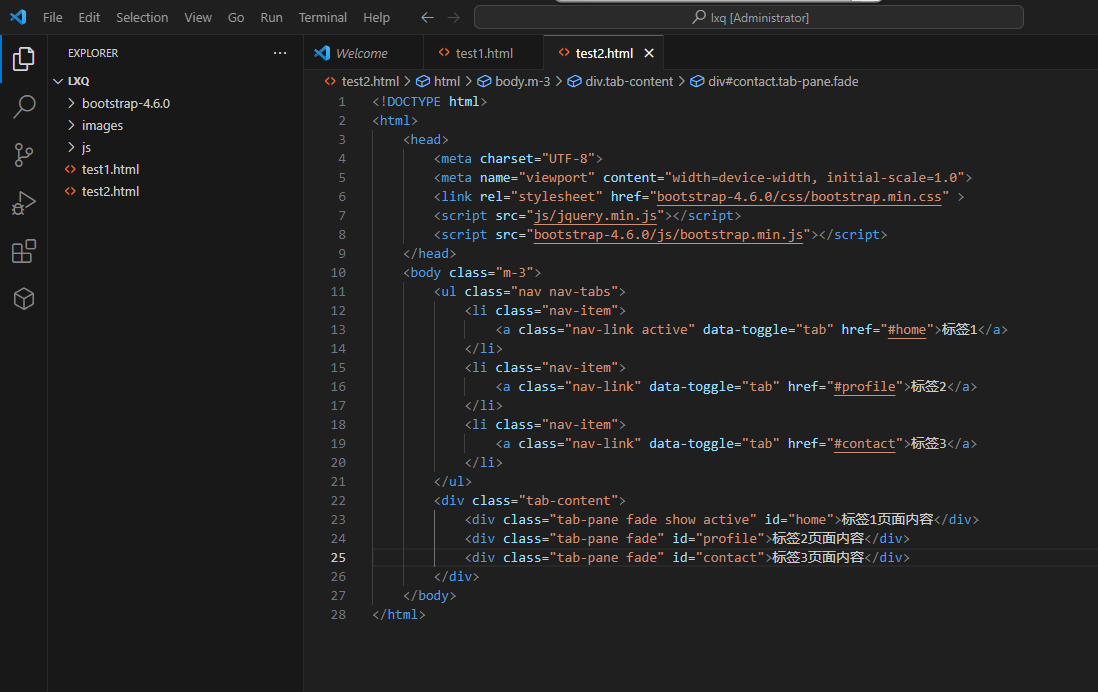 File Edit Selection View Go Run Terminal Help
lxq [Administrator]
EXPLORER
LXQ
bootstrap-4.6.0
images
js
test1.html
test2.html
Welcome test1.html test2.html
test2.html > html > body.m-3 > div.tab-content > div#contact.tab-pane.fade
1 <!DOCTYPE html>
2 <html>
3 <head>
4 <meta charset="UTF-8">
5 <meta name="viewport" content="width=device-width, initial-scale=1.0">
6 <link rel="stylesheet" href="bootstrap-4.6.0/css/bootstrap.min.css" >
7 <script src="js/jquery.min.js"></script>
8 <script src="bootstrap-4.6.0/js/bootstrap.min.js"></script>
9 </head>
10 <body class="m-3">
11 <ul class="nav nav-tabs">
12 <li class="nav-item">
13 <a class="nav-link active" data-toggle="tab" href="#home">标签1</a>
14 </li>
15 <li class="nav-item">
16 <a class="nav-link" data-toggle="tab" href="#profile">标签2</a>
17 </li>
18 <li class="nav-item">
19 <a class="nav-link" data-toggle="tab" href="#contact">标签3</a>
20 </li>
21 </ul>
22 <div class="tab-content">
23 <div class="tab-pane fade show active" id="home">标签1页面内容</div>
24 <div class="tab-pane fade" id="profile">标签2页面内容</div>
25 <div class="tab-pane fade" id="contact">标签3页面内容</div>
26 </div>
27 </body>
28 </html>